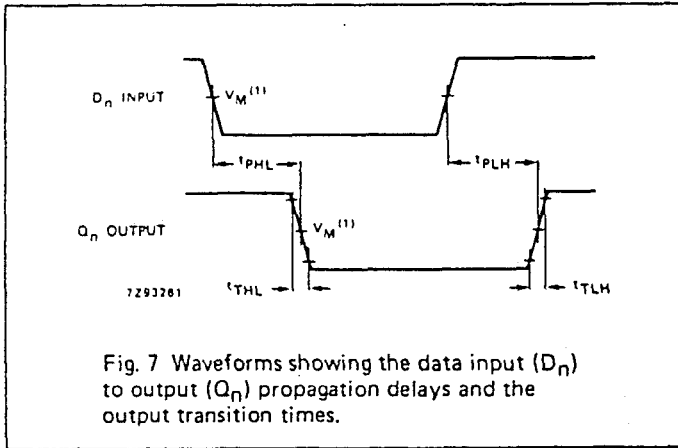 Dn INPUT
VM(1)
tPHL
tPLH
Qn OUTPUT
VM(1)
7Z93261
tTHL
tTLH
Fig. 7 Waveforms showing the data input (Dn)
to output (Qn) propagation delays and the
output transition times.